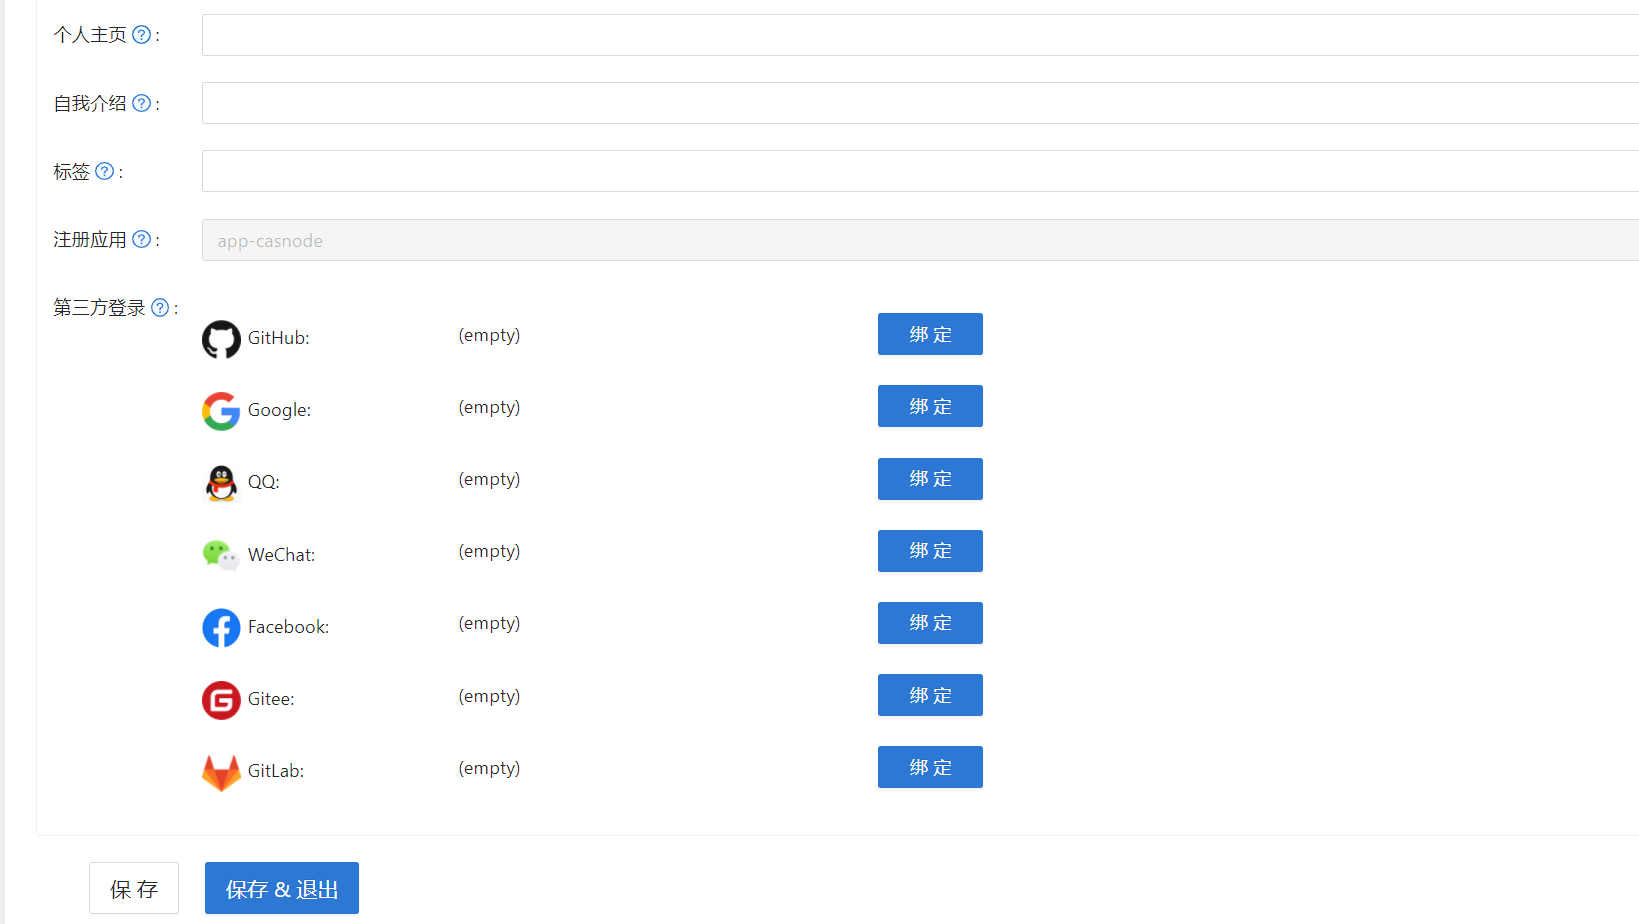 个人主页 ? :
自我介绍 ? :
标签 ? :
注册应用 ? :
app-casnode
第三方登录 ? :
GitHub: (empty) 绑 定
Google: (empty) 绑 定
QQ: (empty) 绑 定
WeChat: (empty) 绑 定
Facebook: (empty) 绑 定
Gitee: (empty) 绑 定
GitLab: (empty) 绑 定
保 存 保存 & 退出